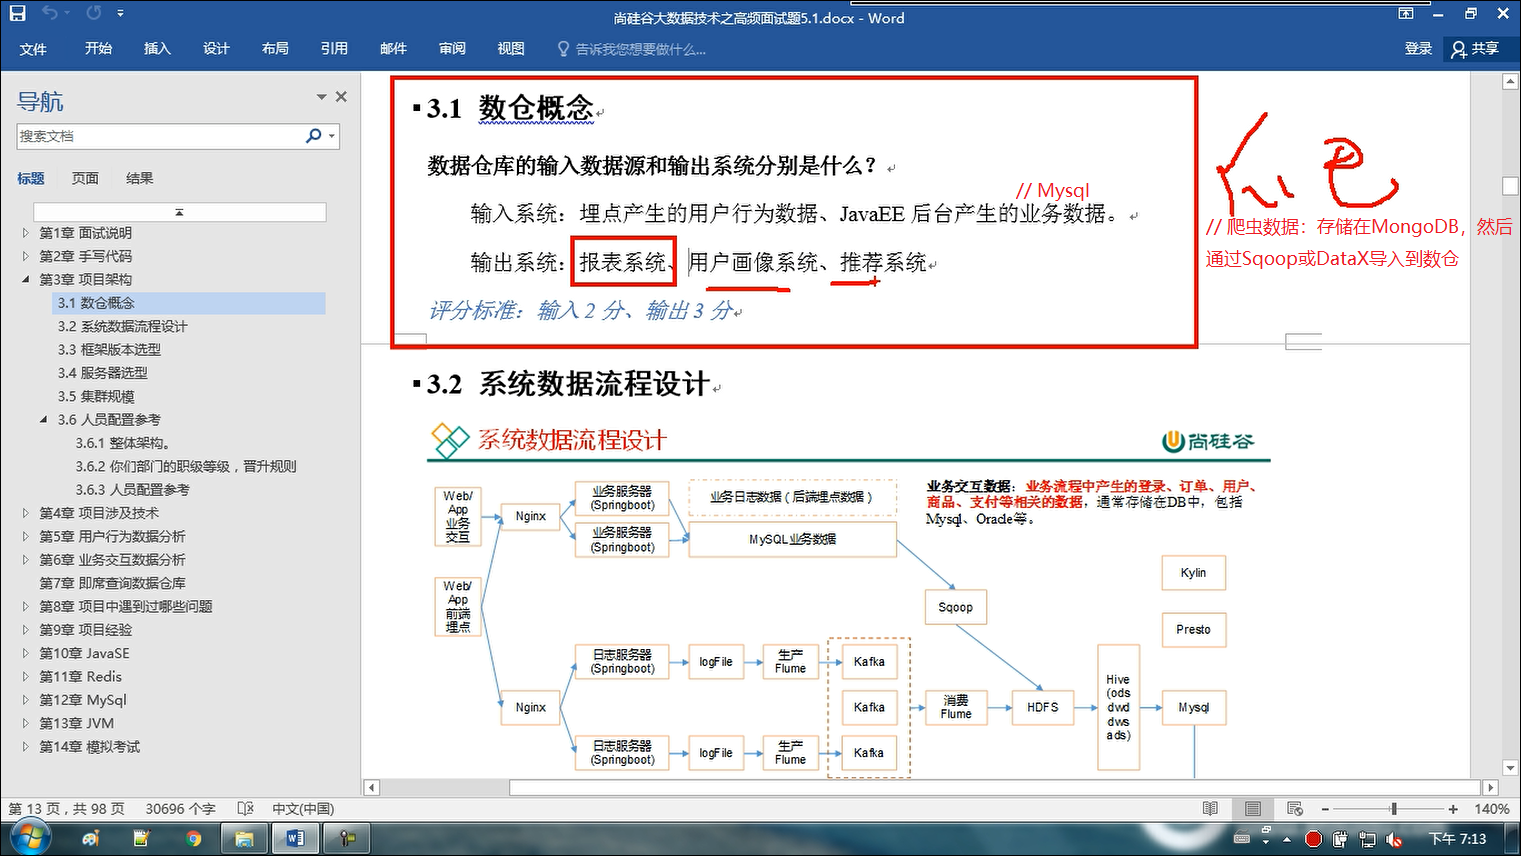 尚硅谷大数据技术之高频面试题5.1.docx - Word
文件 开始 插入 设计 布局 引用 邮件 审阅 视图 告诉我您想要做什么... 登录 共享
导航
搜索文档
标题 页面 结果
第1章 面试说明
第2章 手写代码
第3章 项目架构
3.1 数仓概念
3.2 系统数据流程设计
3.3 框架版本选型
3.4 服务器选型
3.5 集群规模
3.6 人员配置参考
3.6.1 整体架构。
3.6.2 你们部门的职级等级，晋升规则
3.6.3 人员配置参考
第4章 项目涉及技术
第5章 用户行为数据分析
第6章 业务交互数据分析
第7章 即席查询数据仓库
第8章 项目中遇到过哪些问题
第9章 项目经验
第10章 JavaSE
第11章 Redis
第12章 MySql
第13章 JVM
第14章 模拟考试
3.1 数仓概念
数据仓库的输入数据源和输出系统分别是什么？
// Mysql
输入系统：埋点产生的用户行为数据、JavaEE 后台产生的业务数据。
输出系统：报表系统、用户画像系统、推荐系统
评分标准：输入 2 分、输出 3 分
// 爬虫数据：存储在MongoDB，然后
通过Sqoop或DataX导入到数仓
3.2 系统数据流程设计
系统数据流程设计
尚硅谷
Web/
App
业务
交互
Nginx
业务服务器
(Springboot)
业务服务器
(Springboot)
业务日志数据（后端埋点数据）
MySQL业务数据
业务交互数据：业务流程中产生的登录、订单、用户、
商品、支付等相关的数据，通常存储在DB中，包括
Mysql、Oracle等。
Web/
App
前端
埋点
Sqoop
Kylin
Presto
日志服务器
(Springboot)
logFile
生产
Flume
Kafka
Nginx
Kafka
消费
Flume
HDFS
Hive
(ods
dwd
dws
ads)
Mysql
日志服务器
(Springboot)
logFile
生产
Flume
Kafka
第 13 页，共 98 页 30696 个字 中文(中国) 140%
下午 7:13